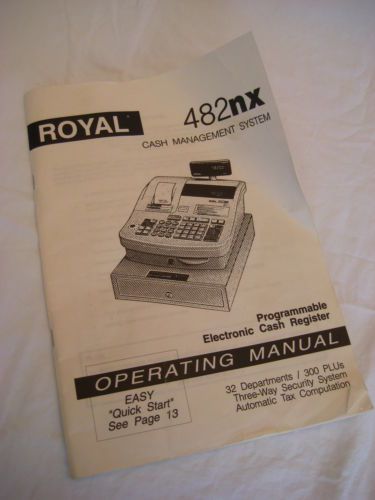 ROYAL
482nx
CASH MANAGEMENT SYSTEM
Programmable
Electronic Cash Register
OPERATING MANUAL
EASY
"Quick Start"
See Page 13
32 Departments / 300 PLUs
Three-Way Security System
Automatic Tax Computation